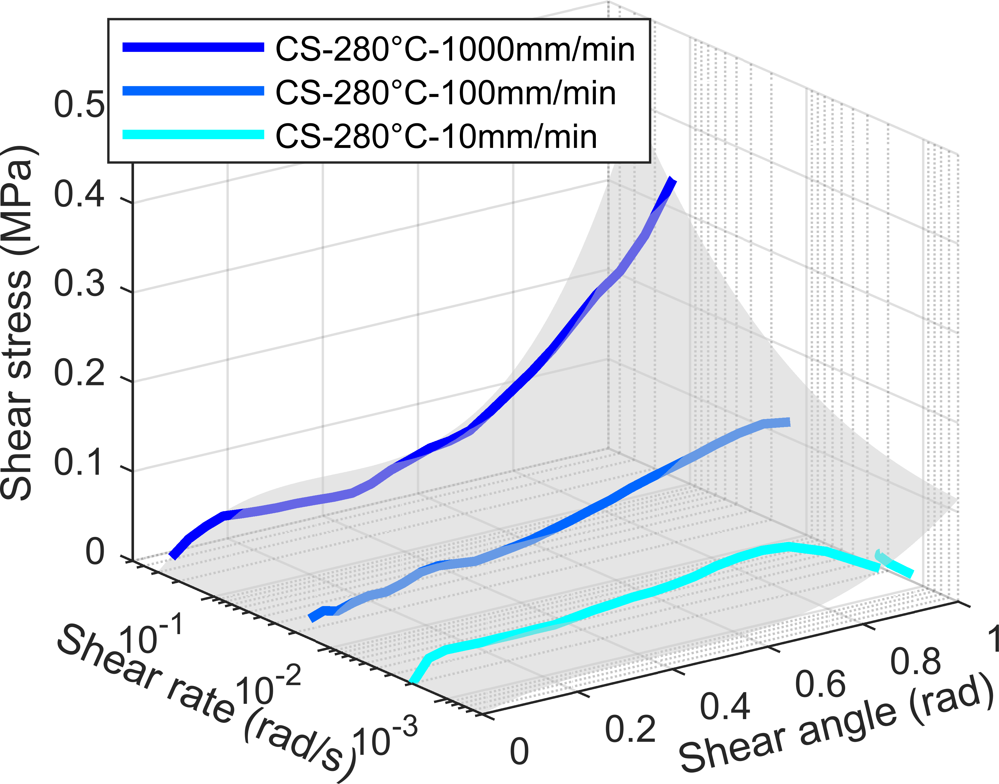 CS-280°C-1000mm/min
CS-280°C-100mm/min
CS-280°C-10mm/min
Shear stress (MPa)
0.5
0.4
0.3
0.2
0.1
0
Shear rate (rad/s)
10⁻¹
10⁻²
10⁻³
Shear angle (rad)
0
0.2
0.4
0.6
0.8
1